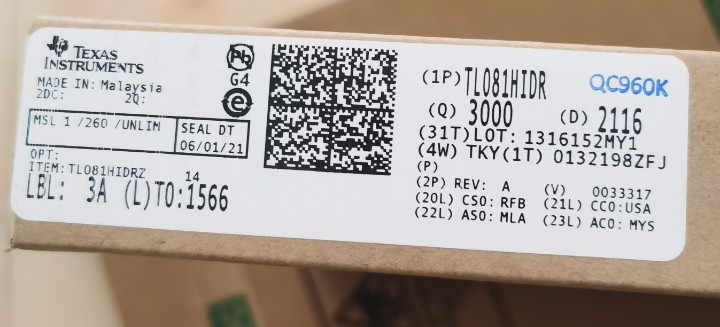 TEXAS
INSTRUMENTS
MADE IN: Malaysia
2DC: 2Q:
MSL 1 /260 /UNLIM
SEAL DT
06/01/21
OPT:
ITEM: TL081HIDRZ
14
LBL: 3A (L)TO:1566
Pb
G4
e
(1P)TL081HIDR QC960K
(Q) 3000 (D) 2116
(31T)LOT: 1316152MY1
(4W) TKY(1T) 0132198ZFJ
(P)
(2P) REV: A (V) 0033317
(20L) CSO: RFB (21L) CCO:USA
(22L) ASO: MLA (23L) ACO: MYS